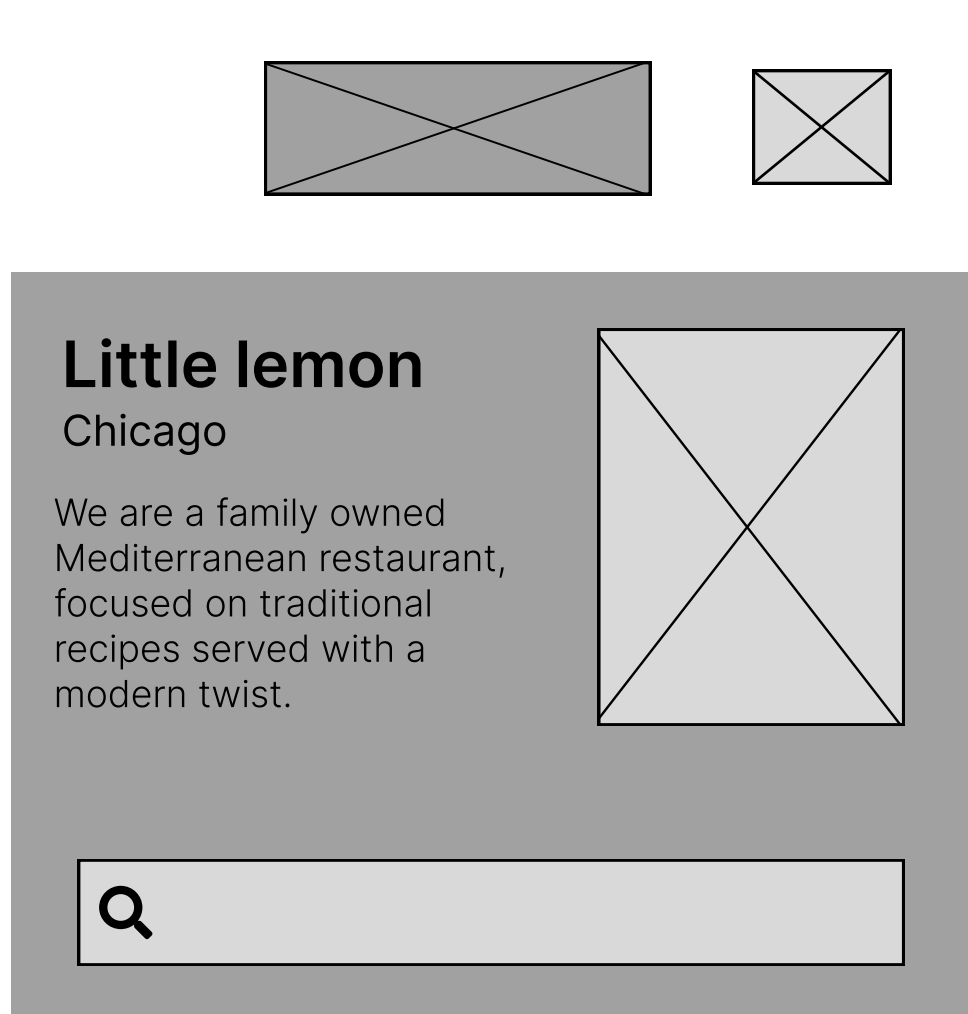 Little lemon
Chicago
We are a family owned
Mediterranean restaurant,
focused on traditional
recipes served with a
modern twist.